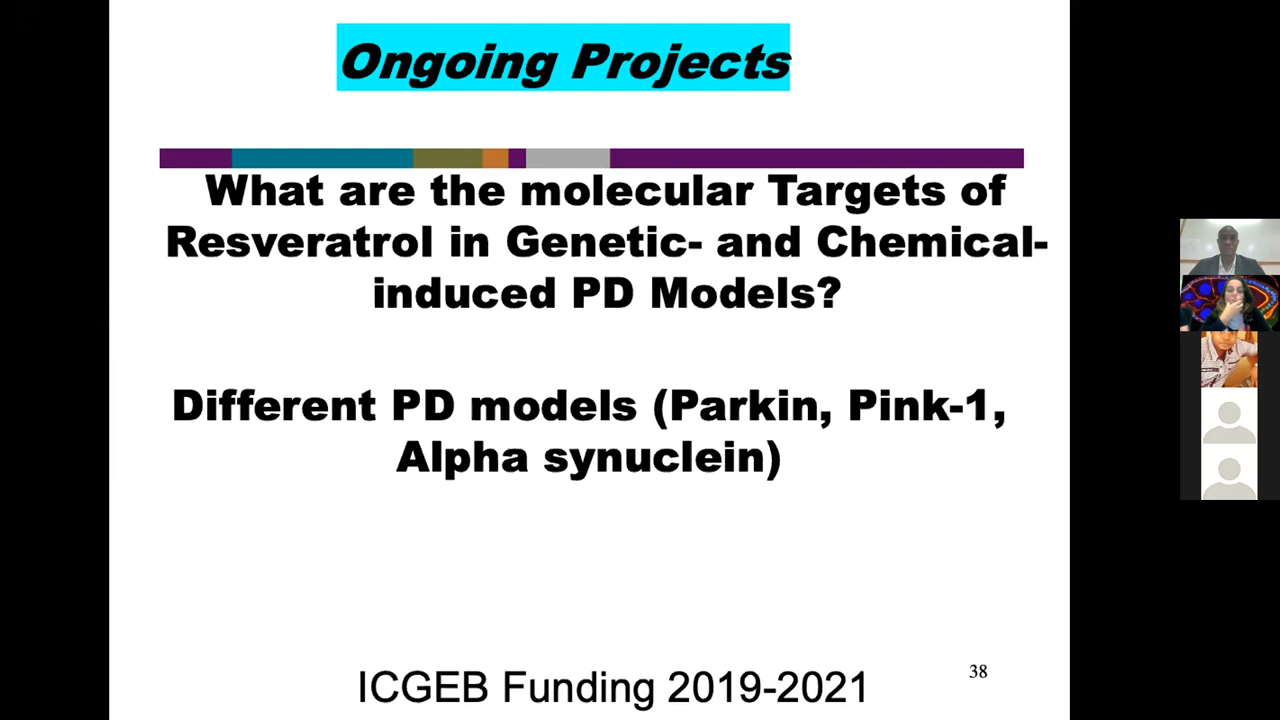 Ongoing Projects
What are the molecular Targets of
Resveratrol in Genetic- and Chemical-
induced PD Models?
Different PD models (Parkin, Pink-1,
Alpha synuclein)
38
ICGEB Funding 2019-2021